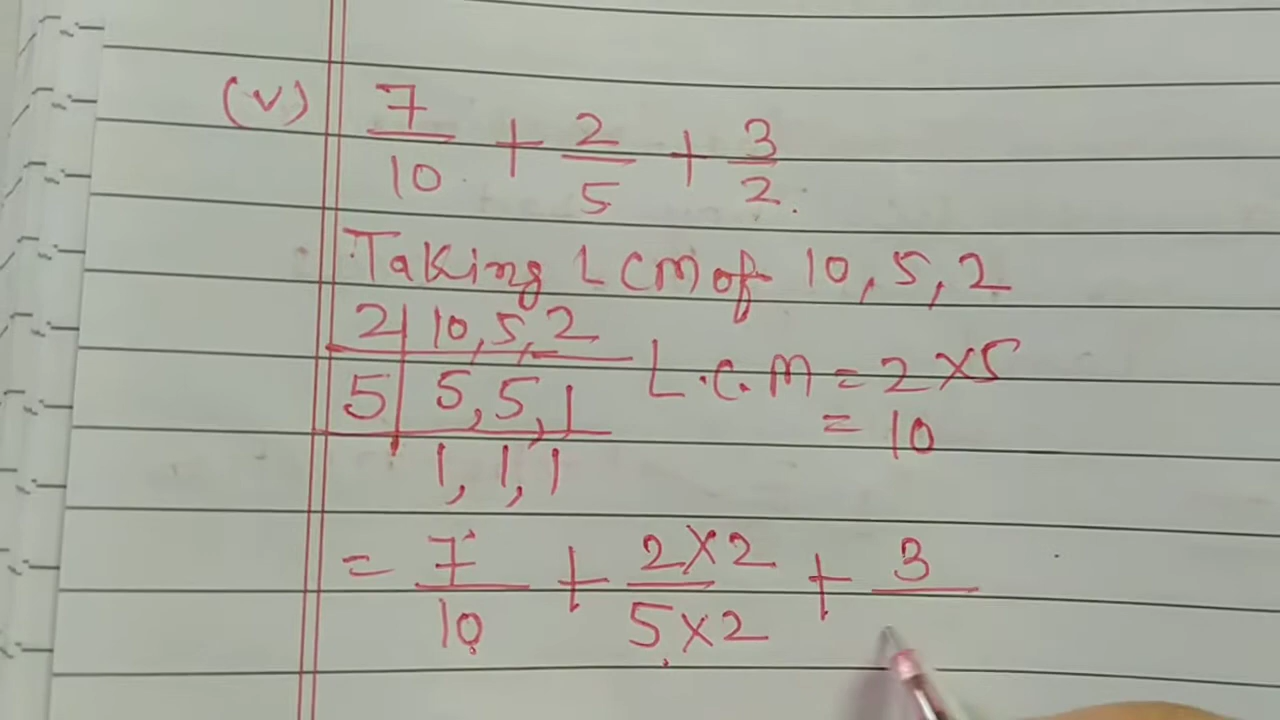 (v) 7/10 + 2/5 + 3/2
Taking LCM of 10, 5, 2
2| 10, 5, 2
5| 5, 5, 1 L.C.M = 2×5
1, 1, 1 = 10
= 7/10 + 2×2/5×2 + 3/